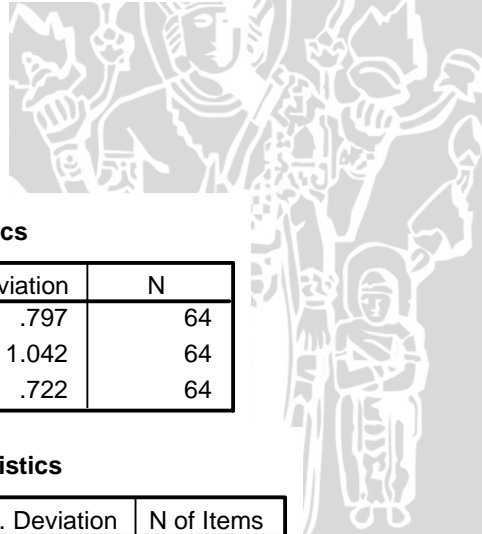 cs
viation N
.797 64
1.042 64
.722 64
istics
. Deviation N of Items